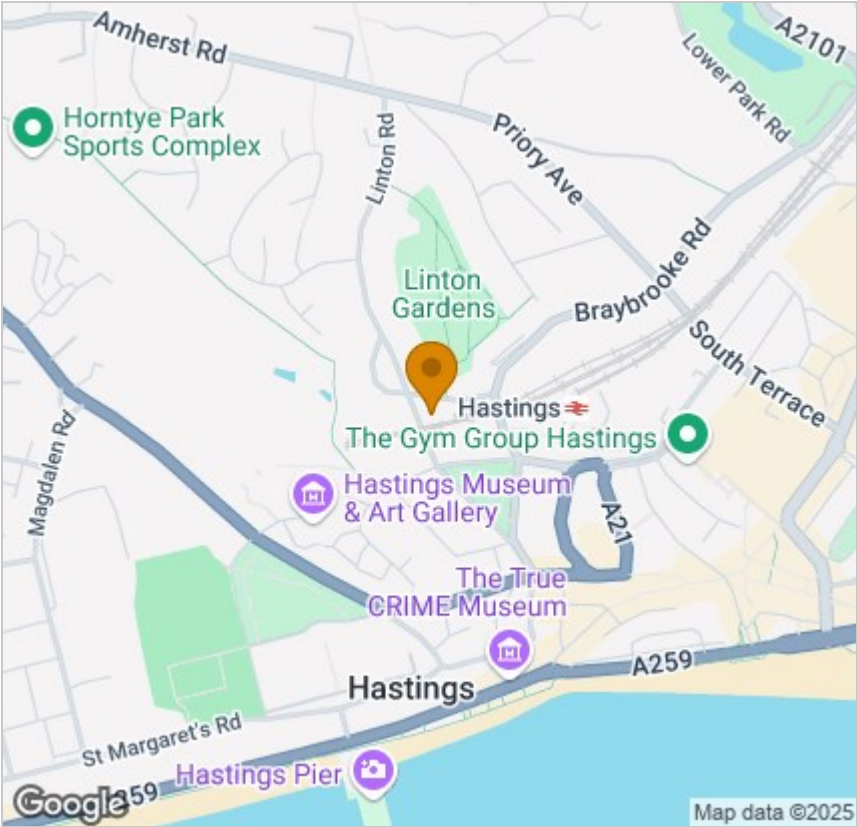 Amherst Rd
A2101
Lower Park Rd
Horntye Park
Sports Complex
Linton Rd
Priory Ave
Linton
Gardens
Braybrooke Rd
South Terrace
Hastings
The Gym Group Hastings
Magdalen Rd
Hastings Museum
& Art Gallery
A21
The True
CRIME Museum
A259
Hastings
St Margaret's Rd
Hastings Pier
A259
Google
Map data ©2025